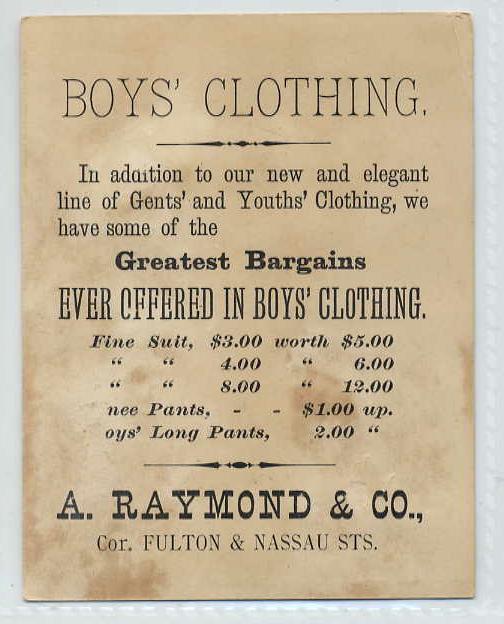 BOYS' CLOTHING.
In adaition to our new and elegant
line of Gents' and Youths' Clothing, we
have some of the
Greatest Bargains
EVER OFFERED IN BOYS' CLOTHING.
Fine Suit, $3.00 worth $5.00
“ “ 4.00 “ 6.00
“ “ 8.00 “ 12.00
nee Pants, - - $1.00 up.
oys' Long Pants, 2.00 “
A. RAYMOND & CO.,
Cor. FULTON & NASSAU STS.